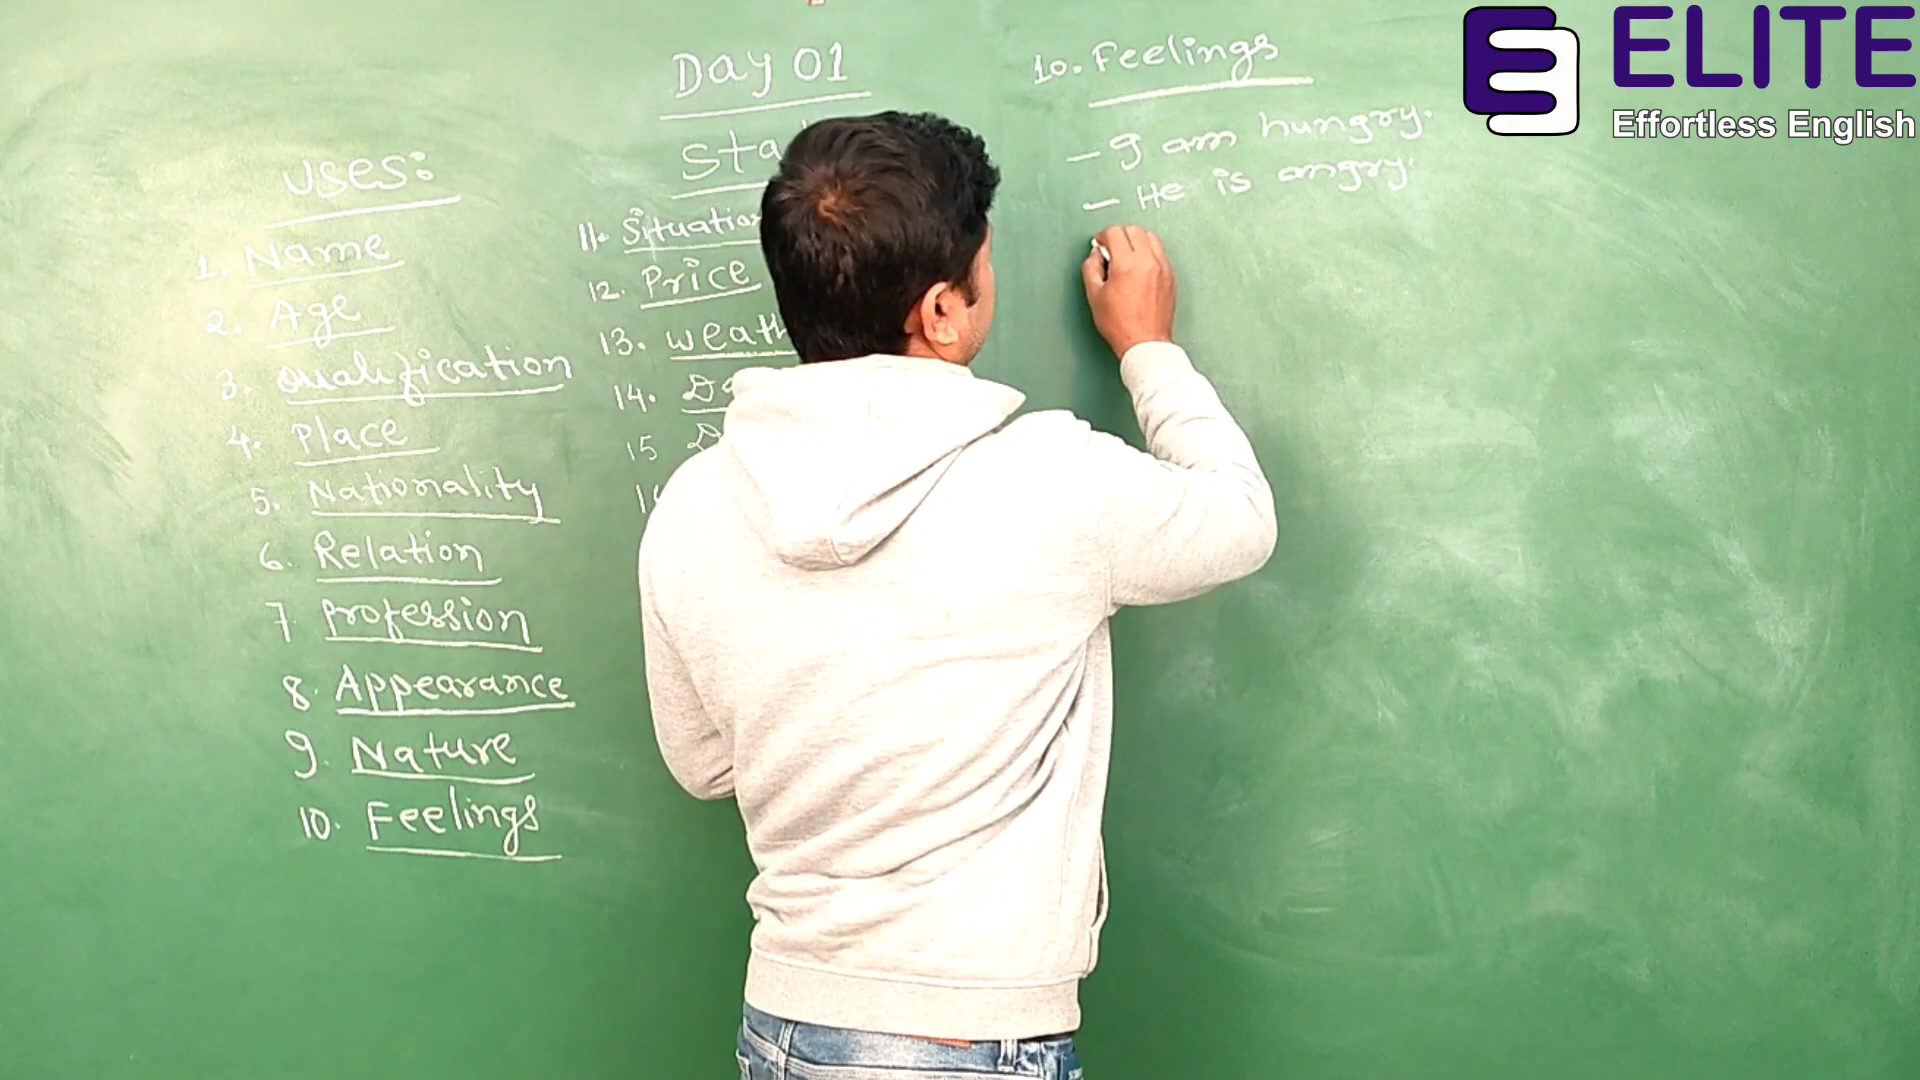 Day 01
Uses:
1. Name
2. Age
3. Qualification
4. Place
5. Nationality
6. Relation
7. Profession
8. Appearance
9. Nature
10. Feelings
11. Situation
12. Price
13.
14.
15
10. Feelings
- I am hungry.
- He is angry.
ELITE
Effortless English